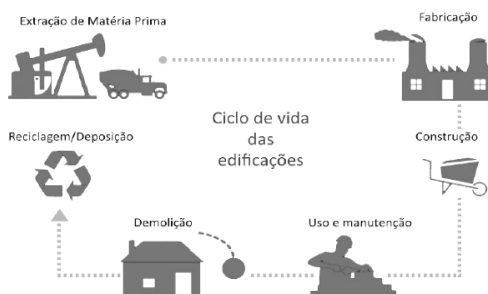 Extração de Matéria Prima
Fabricação
Ciclo de vida
das
edificações
Reciclagem/Deposição
Construção
Demolição
Uso e manutenção